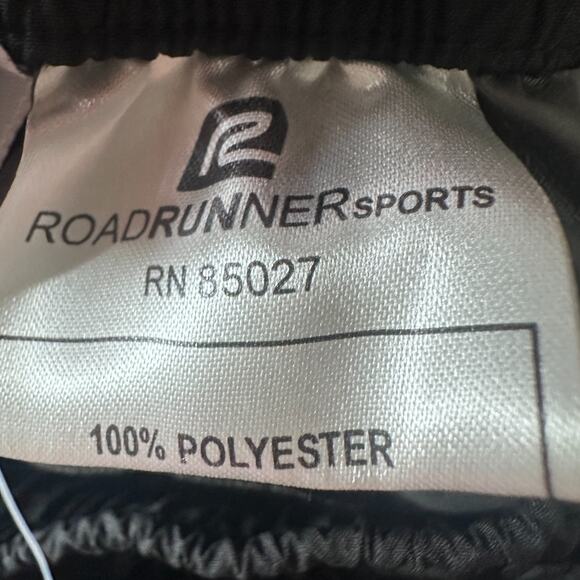 R
ROADRUNNERSPORTS
RN 85027
100% POLYESTER